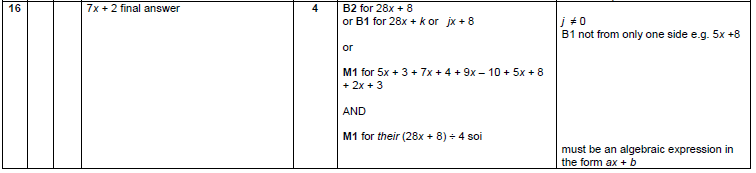 16 7x + 2 final answer 4 B2 for 28x + 8
or B1 for 28x + k or jx + 8 j ≠ 0
B1 not from only one side e.g. 5x +8
or
M1 for 5x + 3 + 7x + 4 + 9x – 10 + 5x + 8
+ 2x + 3
AND
M1 for their (28x + 8) ÷ 4 soi
must be an algebraic expression in
the form ax + b